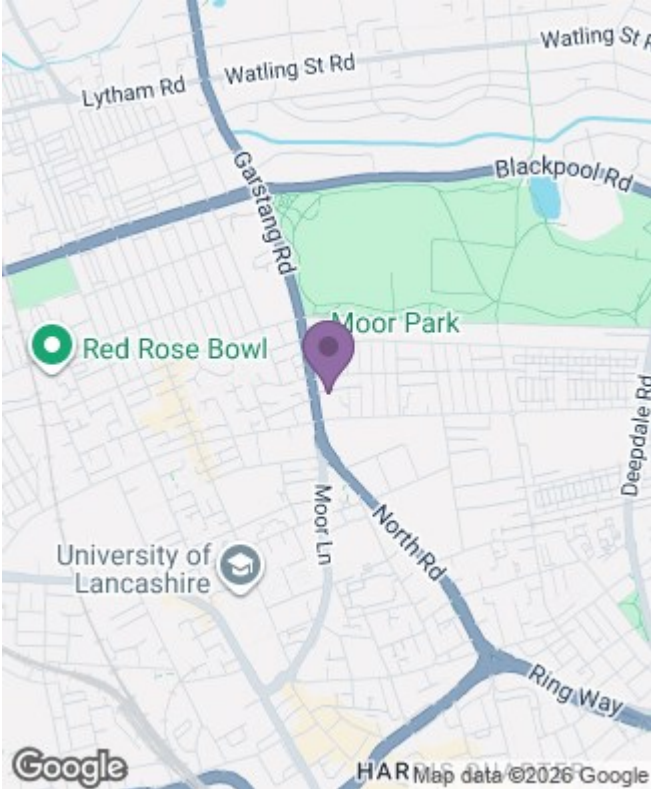 Watling St R
Watling St Rd
Lytham Rd
Blackpool Rd
Garstang Rd
Moor Park
Red Rose Bowl
Deepdale Rd
Moor Ln
North Rd
University of
Lancashire
Ring Way
Google
Map data ©2026 Google